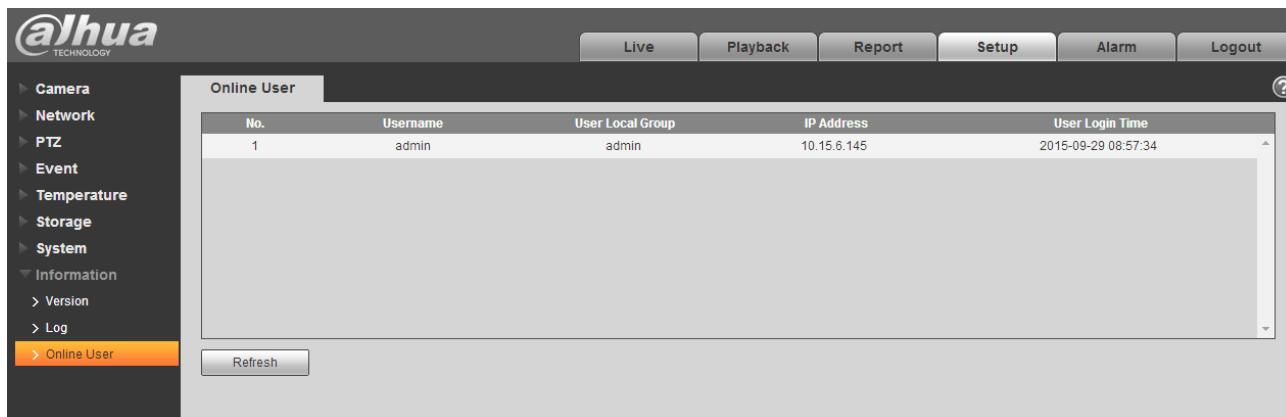 alhua
TECHNOLOGY
Live Playback Report Setup Alarm Logout
Camera
Network
PTZ
Event
Temperature
Storage
System
Information
> Version
> Log
> Online User
Online User
?
No. Username User Local Group IP Address User Login Time
1 admin admin 10.15.6.145 2015-09-29 08:57:34
Refresh